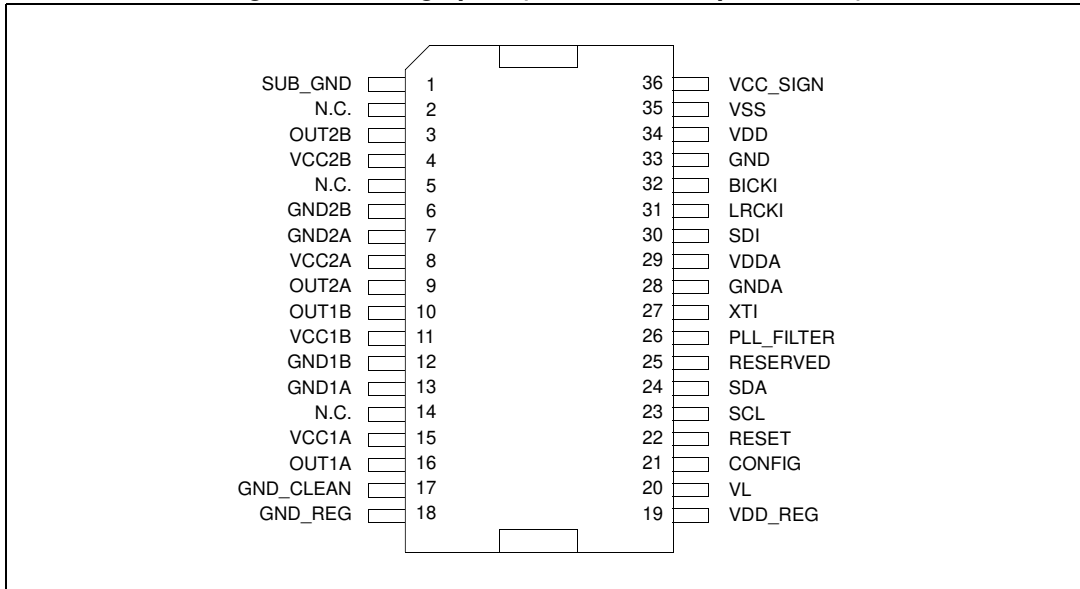 SUB_GND 1 36 VCC_SIGN
N.C. 2 35 VSS
OUT2B 3 34 VDD
VCC2B 4 33 GND
N.C. 5 32 BICKI
GND2B 6 31 LRCKI
GND2A 7 30 SDI
VCC2A 8 29 VDDA
OUT2A 9 28 GNDA
OUT1B 10 27 XTI
VCC1B 11 26 PLL_FILTER
GND1B 12 25 RESERVED
GND1A 13 24 SDA
N.C. 14 23 SCL
VCC1A 15 22 RESET
OUT1A 16 21 CONFIG
GND_CLEAN 17 20 VL
GND_REG 18 19 VDD_REG